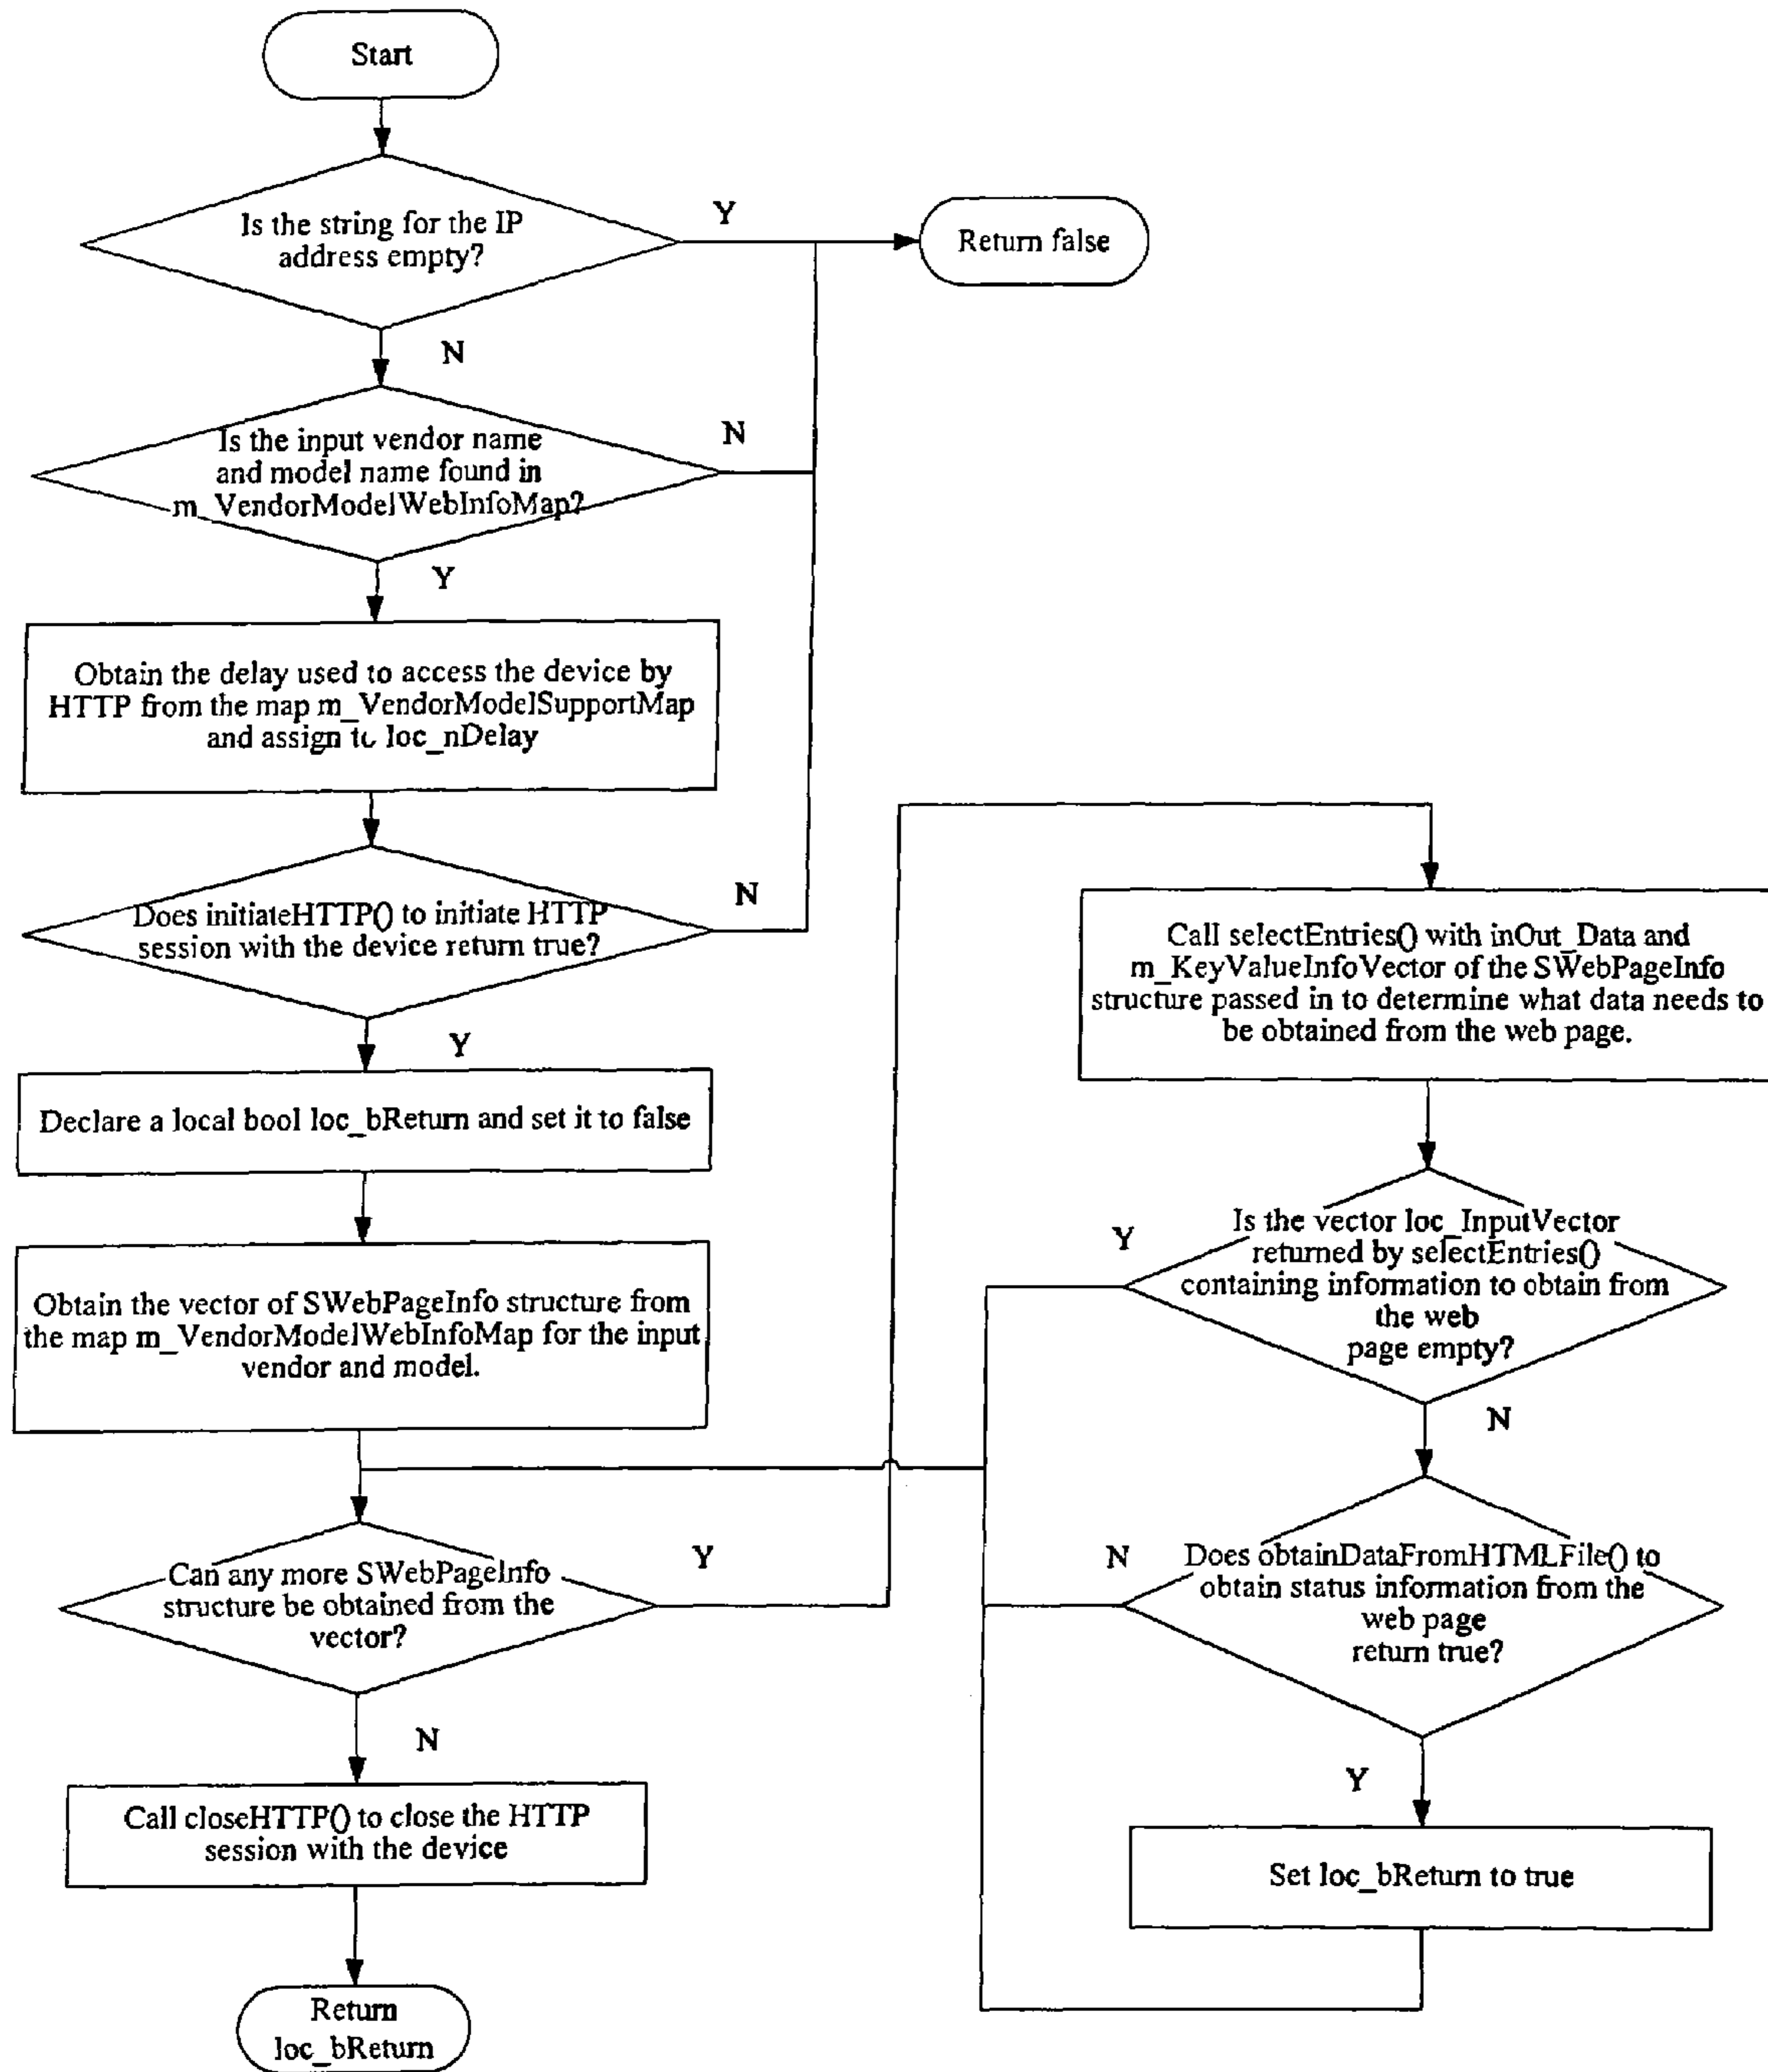 Start
Is the string for the IP
address empty?
Y
Return false
N
Is the input vendor name
and model name found in
m_VendorModelWebInfoMap?
N
Y
Obtain the delay used to access the device by
HTTP from the map m_VendorModelSupportMap
and assign to loc_nDelay
Does initiateHTTP() to initiate HTTP
session with the device return true?
N
Y
Declare a local bool loc_bReturn and set it to false
Obtain the vector of SWebPageInfo structure from
the map m_VendorModelWebInfoMap for the input
vendor and model.
Can any more SWebPageInfo
structure be obtained from the
vector?
Y
N
Call closeHTTP() to close the HTTP
session with the device
Return
loc_bReturn
Call selectEntries() with inOut_Data and
m_KeyValueInfoVector of the SWebPageInfo
structure passed in to determine what data needs to
be obtained from the web page.
Is the vector loc_InputVector
returned by selectEntries()
containing information to obtain from
the web
page empty?
Y
N
Does obtainDataFromHTMLFile() to
obtain status information from the
web page
return true?
N
Y
Set loc_bReturn to true